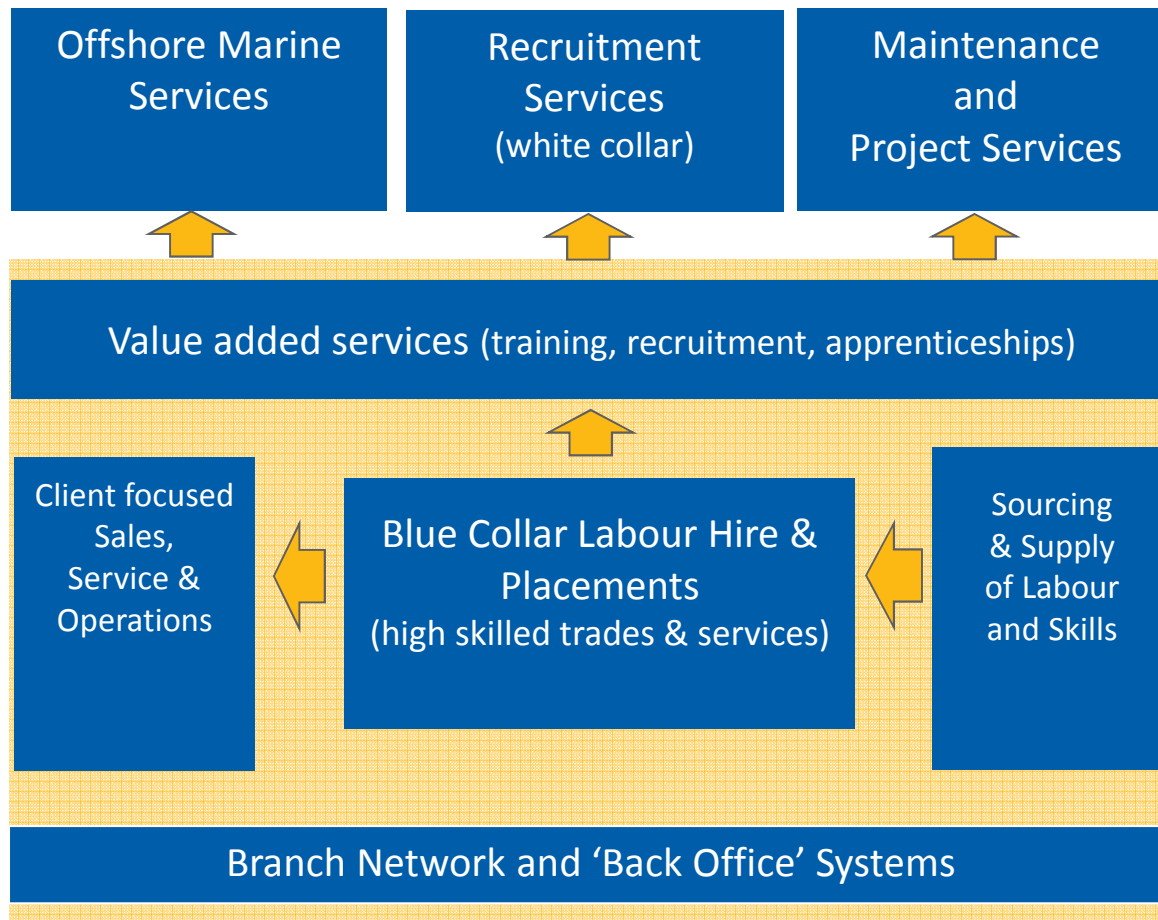 Offshore Marine
Services
Recruitment
Services
(white collar)
Maintenance
and
Project Services
Value added services (training, recruitment, apprenticeships)
Client focused
Sales,
Service &
Operations
Blue Collar Labour Hire &
Placements
(high skilled trades & services)
Sourcing
& Supply
of Labour
and Skills
Branch Network and ‘Back Office’ Systems